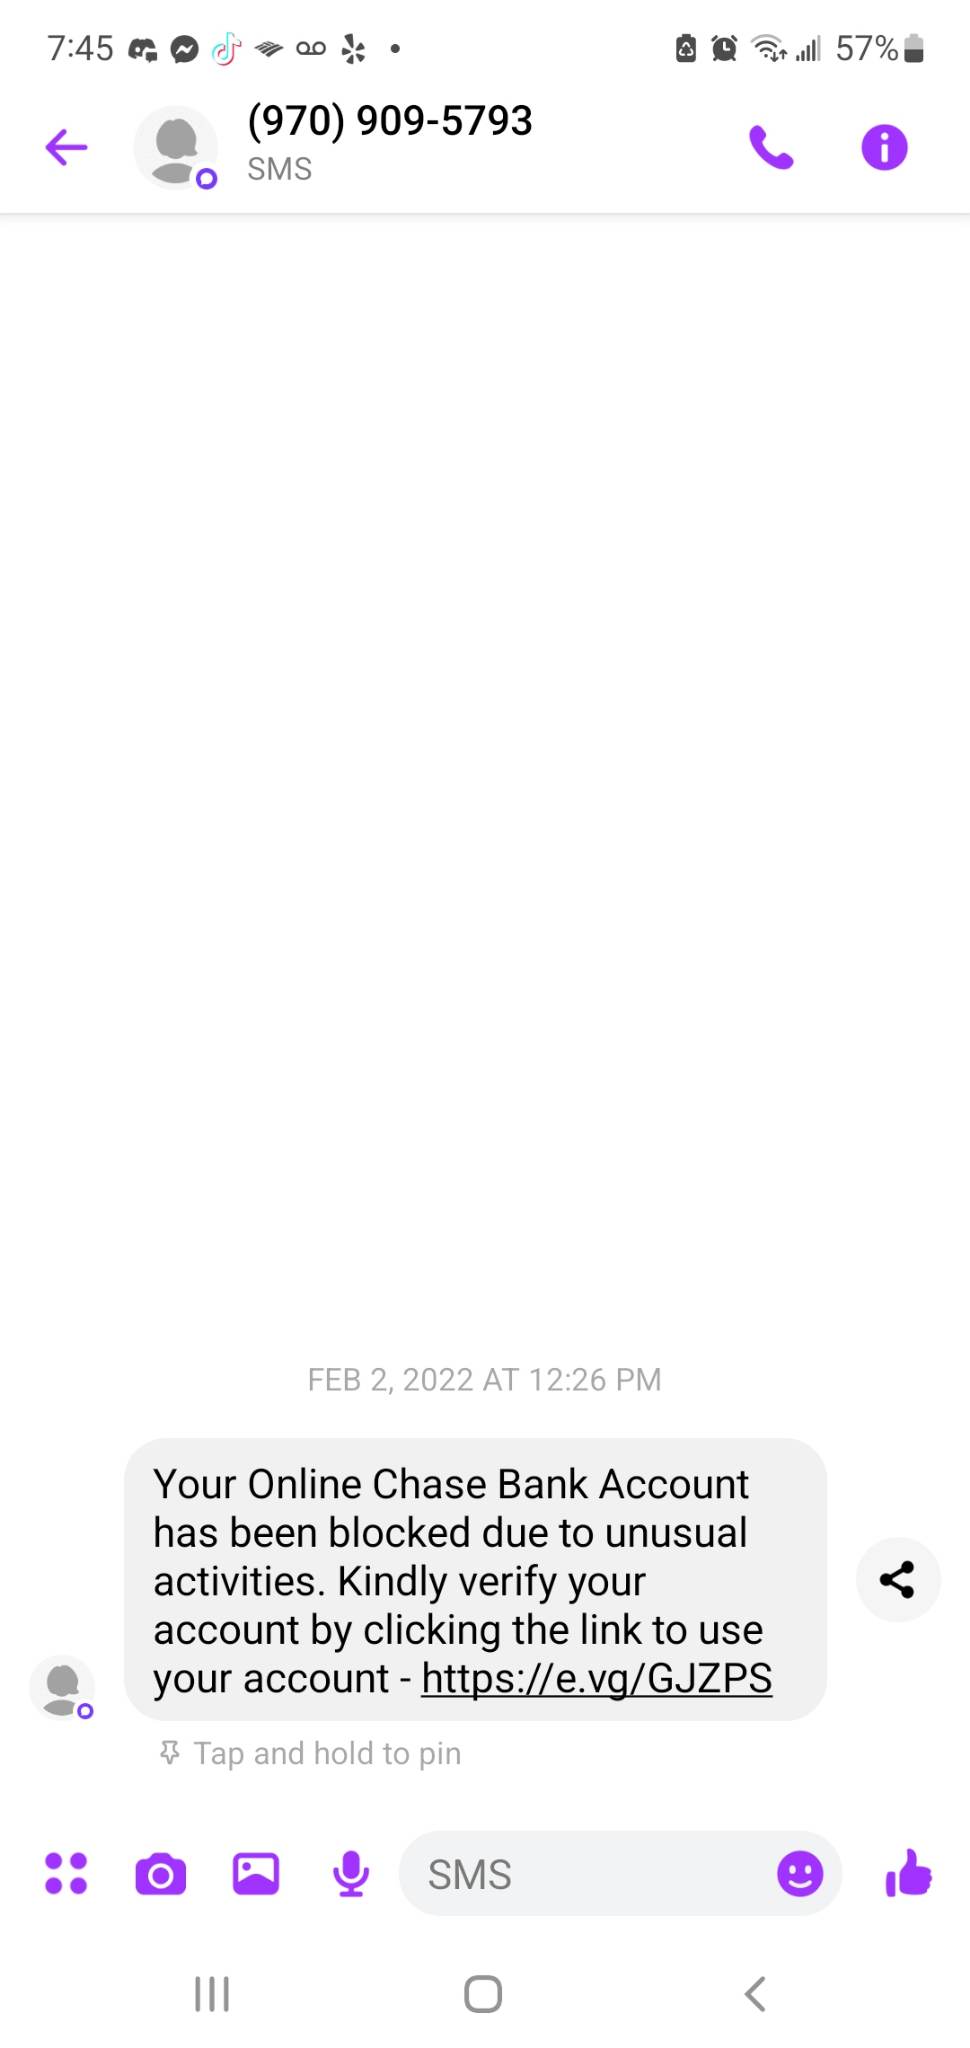 7:45 57%
(970) 909-5793
SMS
FEB 2, 2022 AT 12:26 PM
Your Online Chase Bank Account
has been blocked due to unusual
activities. Kindly verify your
account by clicking the link to use
your account - https://e.vg/GJZPS
Tap and hold to pin
SMS